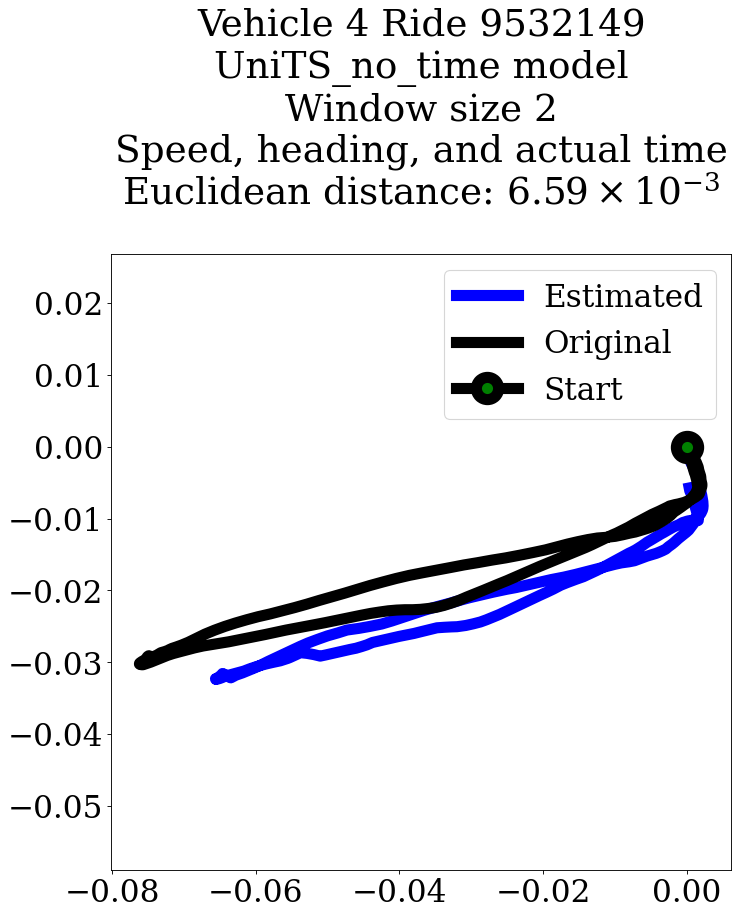 Vehicle 4 Ride 9532149
UniTS_no_time model
Window size 2
Speed, heading, and actual time
Euclidean distance: 6.59 × 10⁻³
Estimated
Original
Start
0.02
0.01
0.00
−0.01
−0.02
−0.03
−0.04
−0.05
−0.08 −0.06 −0.04 −0.02 0.00